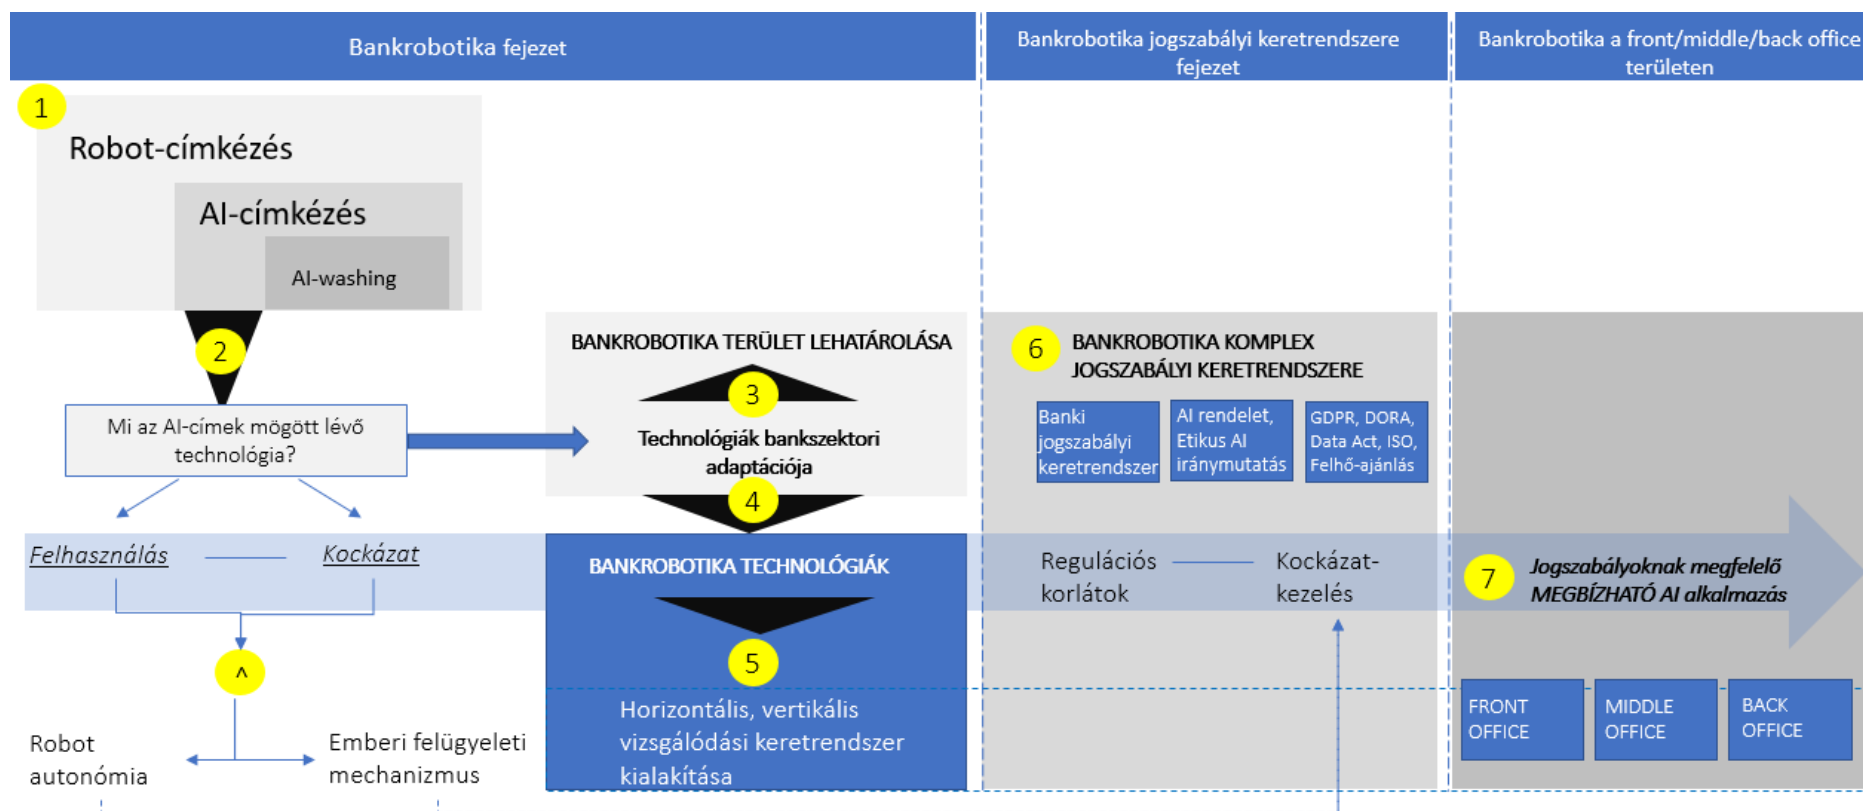 Bankrobotika fejezet
Bankrobotika jogszabályi keretrendszere
fejezet
Bankrobotika a front/middle/back office
területen
1
Robot-címkézés
AI-címkézés
AI-washing
2
Mi az AI-címek mögött lévő
technológia?
BANKROBOTIKA TERÜLET LEHATÁROLÁSA
3
Technológiák bankszektori
adaptációja
4
6
BANKROBOTIKA KOMPLEX
JOGSZABÁLYI KERETRENDSZERE
Banki
jogszabályi
keretrendszer
AI rendelet,
Etikus AI
iránymutatás
GDPR, DORA,
Data Act, ISO,
Felhő-ajánlás
Felhasználás
Kockázat
BANKROBOTIKA TECHNOLÓGIÁK
Regulációs
korlátok
Kockázat-
kezelés
7
Jogszabályoknak megfelelő
MEGBÍZHATÓ AI alkalmazás
^
5
Horizontális, vertikális
vizsgálódási keretrendszer
kialakítása
Robot
autonómia
Emberi felügyeleti
mechanizmus
FRONT
OFFICE
MIDDLE
OFFICE
BACK
OFFICE